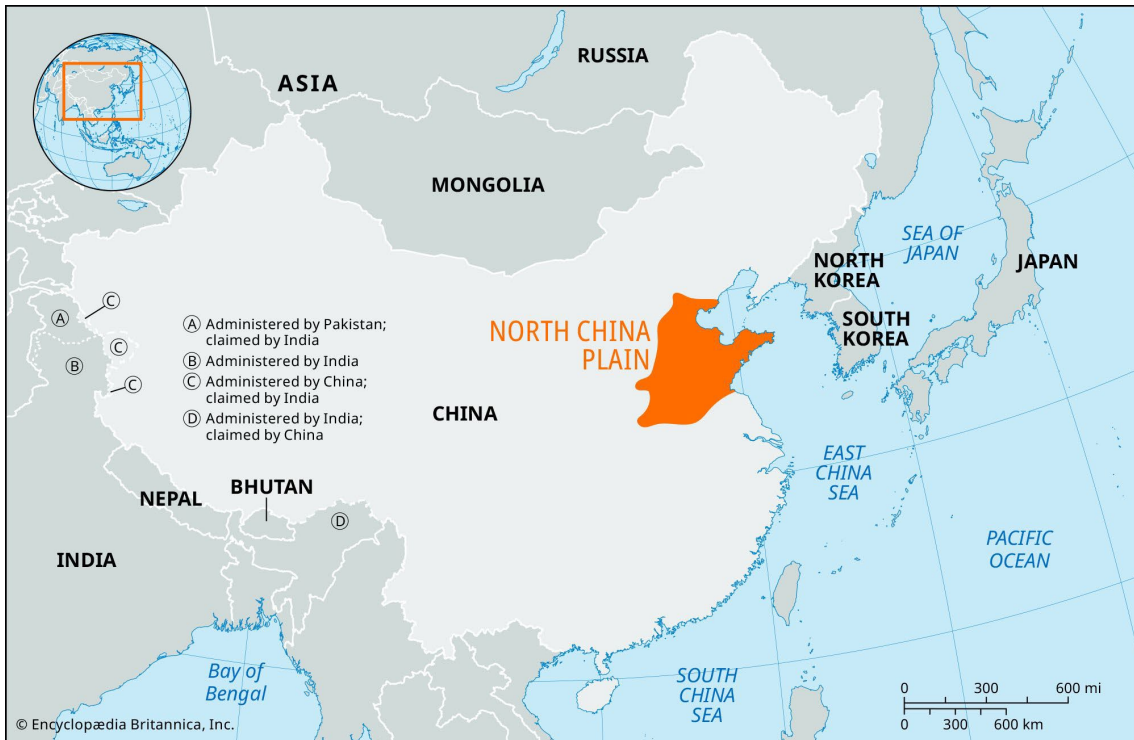 RUSSIA
ASIA
MONGOLIA
SEA OF
JAPAN
NORTH
KOREA
JAPAN
SOUTH
KOREA
NORTH CHINA
PLAIN
C
A
C
B
C
A Administered by Pakistan;
claimed by India
B Administered by India
C Administered by China;
claimed by India
D Administered by India;
claimed by China
CHINA
EAST
CHINA
SEA
NEPAL
BHUTAN
D
INDIA
PACIFIC
OCEAN
Bay of
Bengal
SOUTH
CHINA
SEA
0 300 600 mi
0 300 600 km
© Encyclopædia Britannica, Inc.